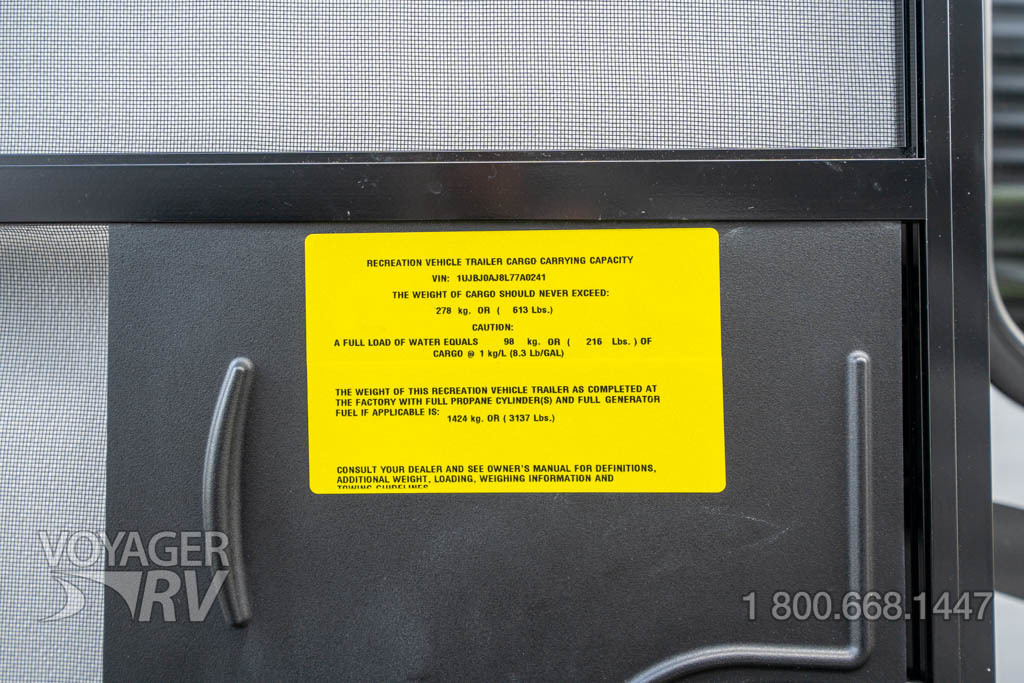 RECREATION VEHICLE TRAILER CARGO CARRYING CAPACITY
VIN: 1UJBJ0AJ8L77A0241
THE WEIGHT OF CARGO SHOULD NEVER EXCEED:
278 kg. OR ( 613 Lbs.)
CAUTION:
A FULL LOAD OF WATER EQUALS 98 kg. OR ( 216 Lbs. ) OF
CARGO @ 1 kg/L (8.3 Lb/GAL)
THE WEIGHT OF THIS RECREATION VEHICLE TRAILER AS COMPLETED AT
THE FACTORY WITH FULL PROPANE CYLINDER(S) AND FULL GENERATOR
FUEL IF APPLICABLE IS: 1424 kg. OR ( 3137 Lbs.)
CONSULT YOUR DEALER AND SEE OWNER'S MANUAL FOR DEFINITIONS,
ADDITIONAL WEIGHT, LOADING, WEIGHING INFORMATION AND
TOWING GUIDELINES
VOYAGER
RV
1 800.668.1447